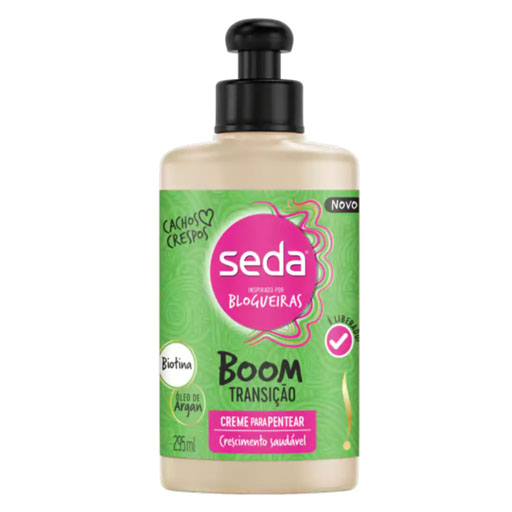 NOVO
CACHOS
CRESPOS
seda
INSPIRADO POR
BLOGUEIRAS
É LIBERADO!
Biotina
BOOM
TRANSIÇÃO
ÓLEO DE
Argan
CREME PARA PENTEAR
Crescimento saudável
295ml